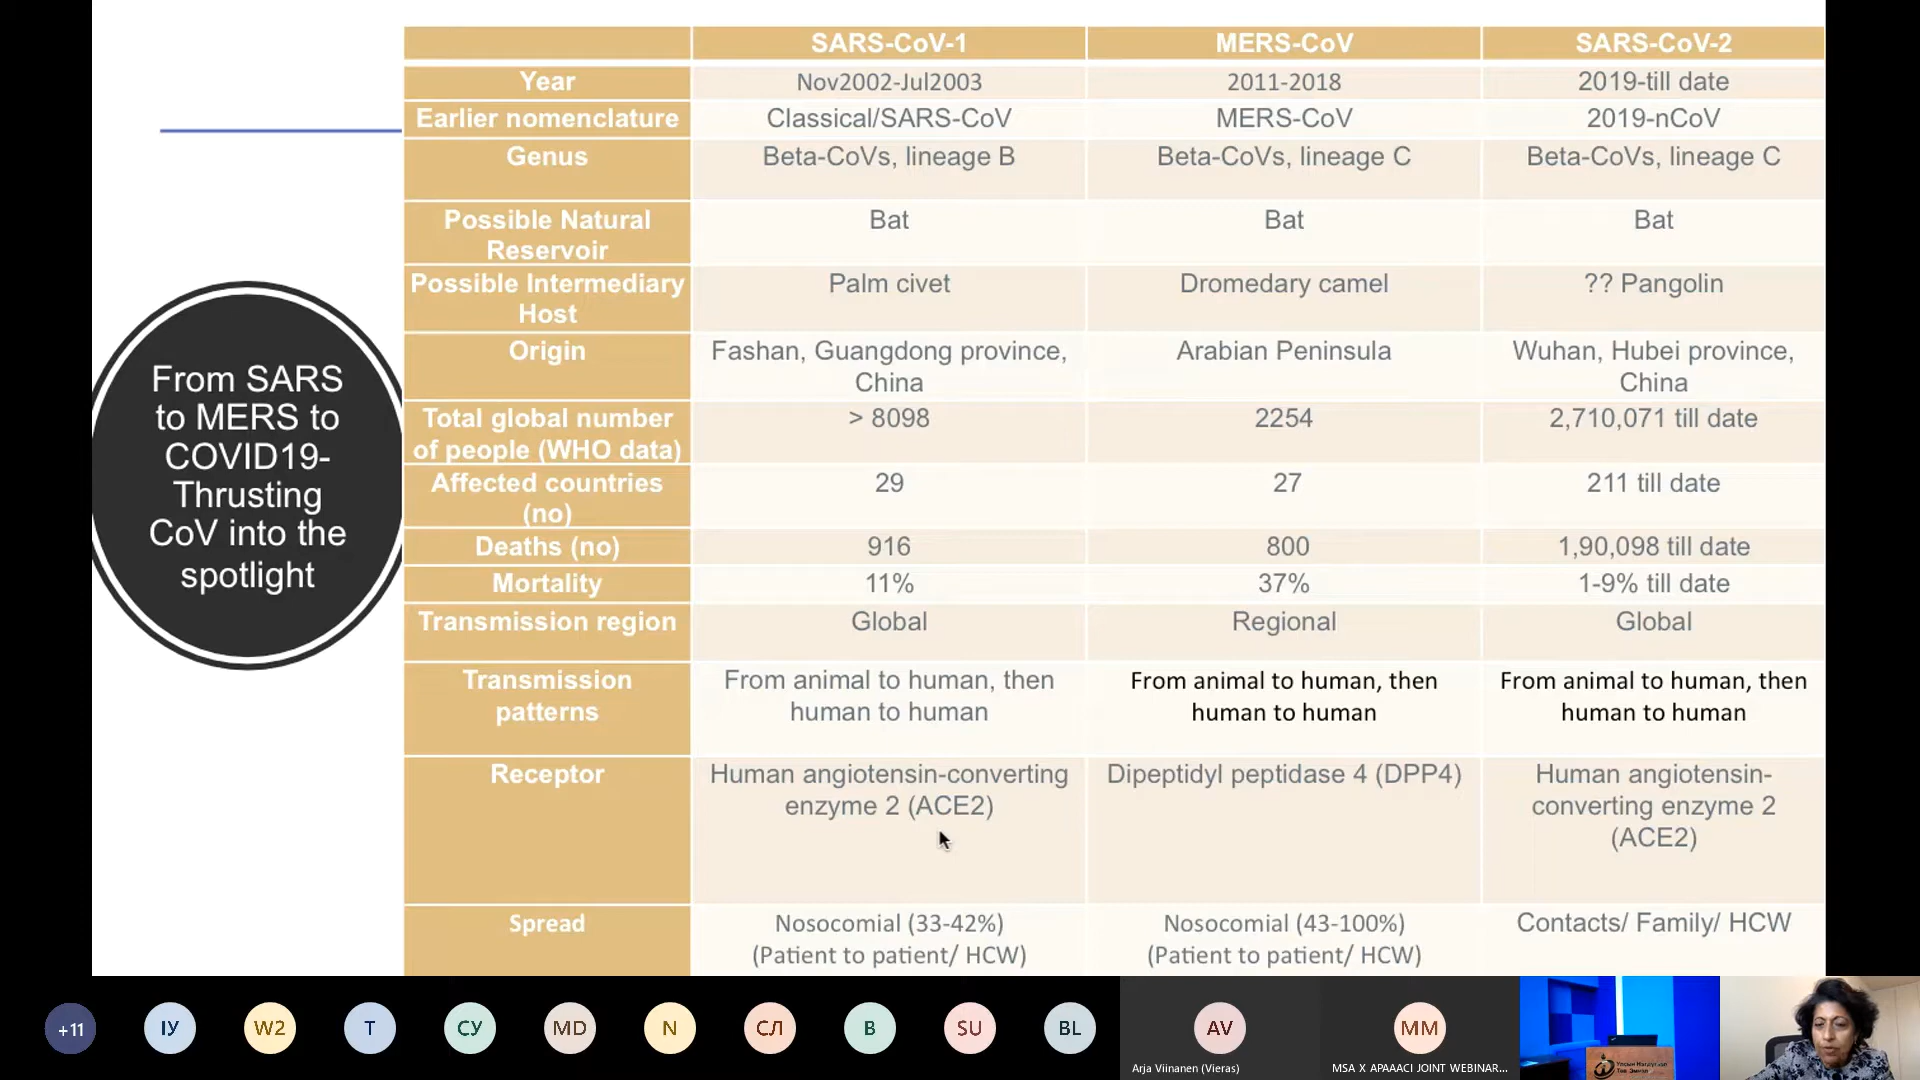 SARS-CoV-1 MERS-CoV SARS-CoV-2
Year Nov2002-Jul2003 2011-2018 2019-till date
Earlier nomenclature Classical/SARS-CoV MERS-CoV 2019-nCoV
Genus Beta-CoVs, lineage B Beta-CoVs, lineage C Beta-CoVs, lineage C
Possible Natural Bat Bat Bat
Reservoir
Possible Intermediary Palm civet Dromedary camel ?? Pangolin
Host
Origin Fashan, Guangdong province, Arabian Peninsula Wuhan, Hubei province,
China China
Total global number > 8098 2254 2,710,071 till date
of people (WHO data)
Affected countries 29 27 211 till date
(no)
Deaths (no) 916 800 1,90,098 till date
Mortality 11% 37% 1-9% till date
Transmission region Global Regional Global
Transmission From animal to human, then From animal to human, then From animal to human, then
patterns human to human human to human human to human
Receptor Human angiotensin-converting Dipeptidyl peptidase 4 (DPP4) Human angiotensin-
enzyme 2 (ACE2) converting enzyme 2
(ACE2)
Spread Nosocomial (33-42%) Nosocomial (43-100%) Contacts/ Family/ HCW
(Patient to patient/ HCW) (Patient to patient/ HCW)
From SARS
to MERS to
COVID19-
Thrusting
CoV into the
spotlight
+11 ІУ W2 T СУ MD N СЛ B SU BL AV MM
Arja Viinanen (Vieras) MSA X APAAACI JOINT WEBINAR...